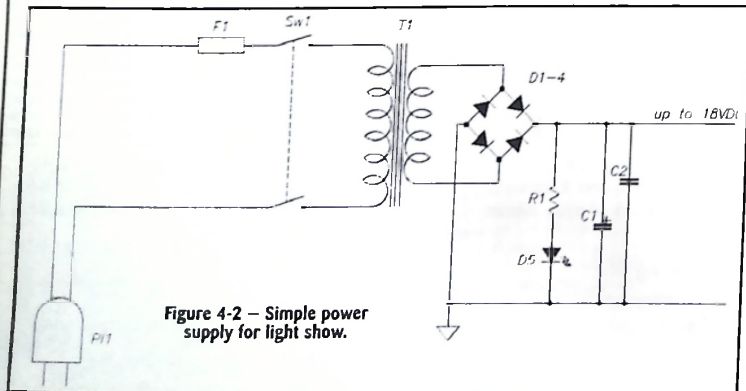 F1
Sw1
T1
D1-4
up to 18VD
R1
C1
+
C2
D5
Figure 4-2 – Simple power
supply for light show.
Pl1